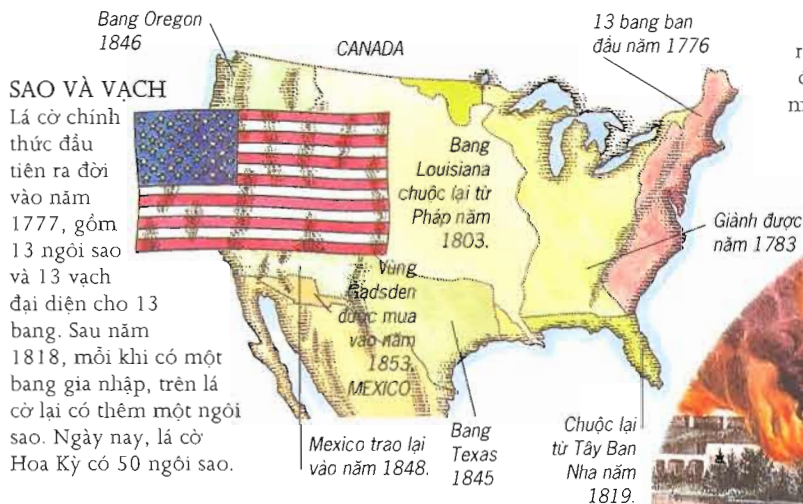 Bang Oregon
1846
CANADA
13 bang ban
đầu năm 1776
SAO VÀ VẠCH
Lá cờ chính
thức đầu
tiên ra đời
vào năm
1777, gồm
13 ngôi sao
và 13 vạch
đại diện cho 13
bang. Sau năm
1818, mỗi khi có một
bang gia nhập, trên lá
cờ lại có thêm một ngôi
sao. Ngày nay, lá cờ
Hoa Kỳ có 50 ngôi sao.
Bang
Louisiana
chuộc lại từ
Pháp năm
1803.
Giành được
năm 1783
Vùng
Gadsden
được mua
vào năm
1853.
MEXICO
Mexico trao lại
vào năm 1848.
Bang
Texas
1845
Chuộc lại
từ Tây Ban
Nha năm
1819.